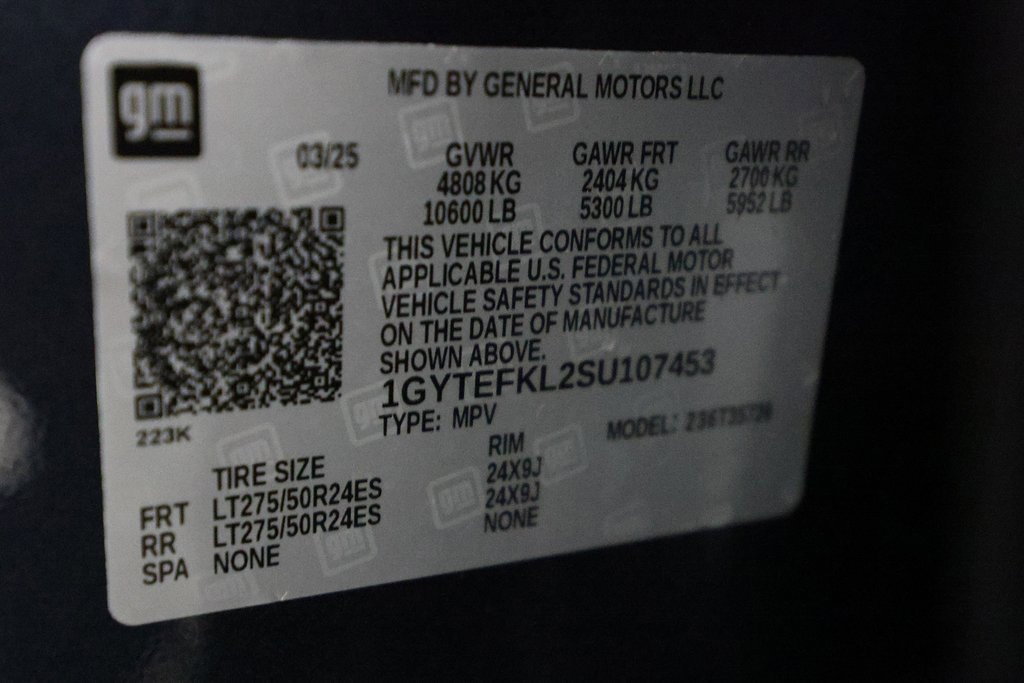 gm
MFD BY GENERAL MOTORS LLC
03/25 GVWR GAWR FRT GAWR RR
4808 KG 2404 KG 2700 KG
10600 LB 5300 LB 5952 LB
THIS VEHICLE CONFORMS TO ALL
APPLICABLE U.S. FEDERAL MOTOR
VEHICLE SAFETY STANDARDS IN EFFECT
ON THE DATE OF MANUFACTURE
SHOWN ABOVE.
1GYTEFKL2SU107453
TYPE: MPV MODEL:
223K
TIRE SIZE RIM
FRT LT275/50R24ES 24X9J
RR LT275/50R24ES 24X9J
SPA NONE NONE